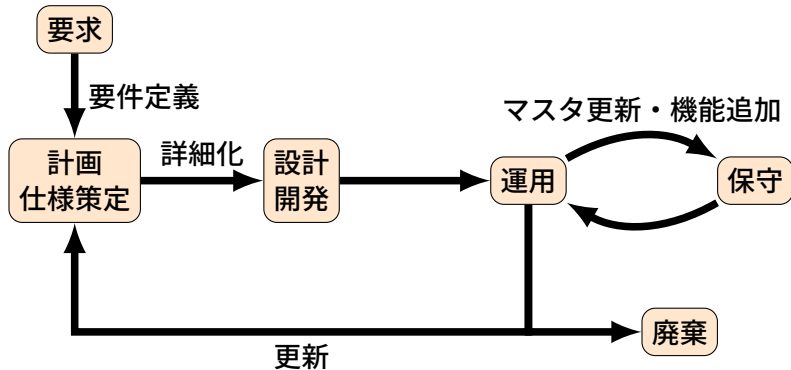 要求
要件定義
マスタ更新・機能追加
計画
仕様策定
詳細化
設計
開発
運用
保守
更新
廃棄